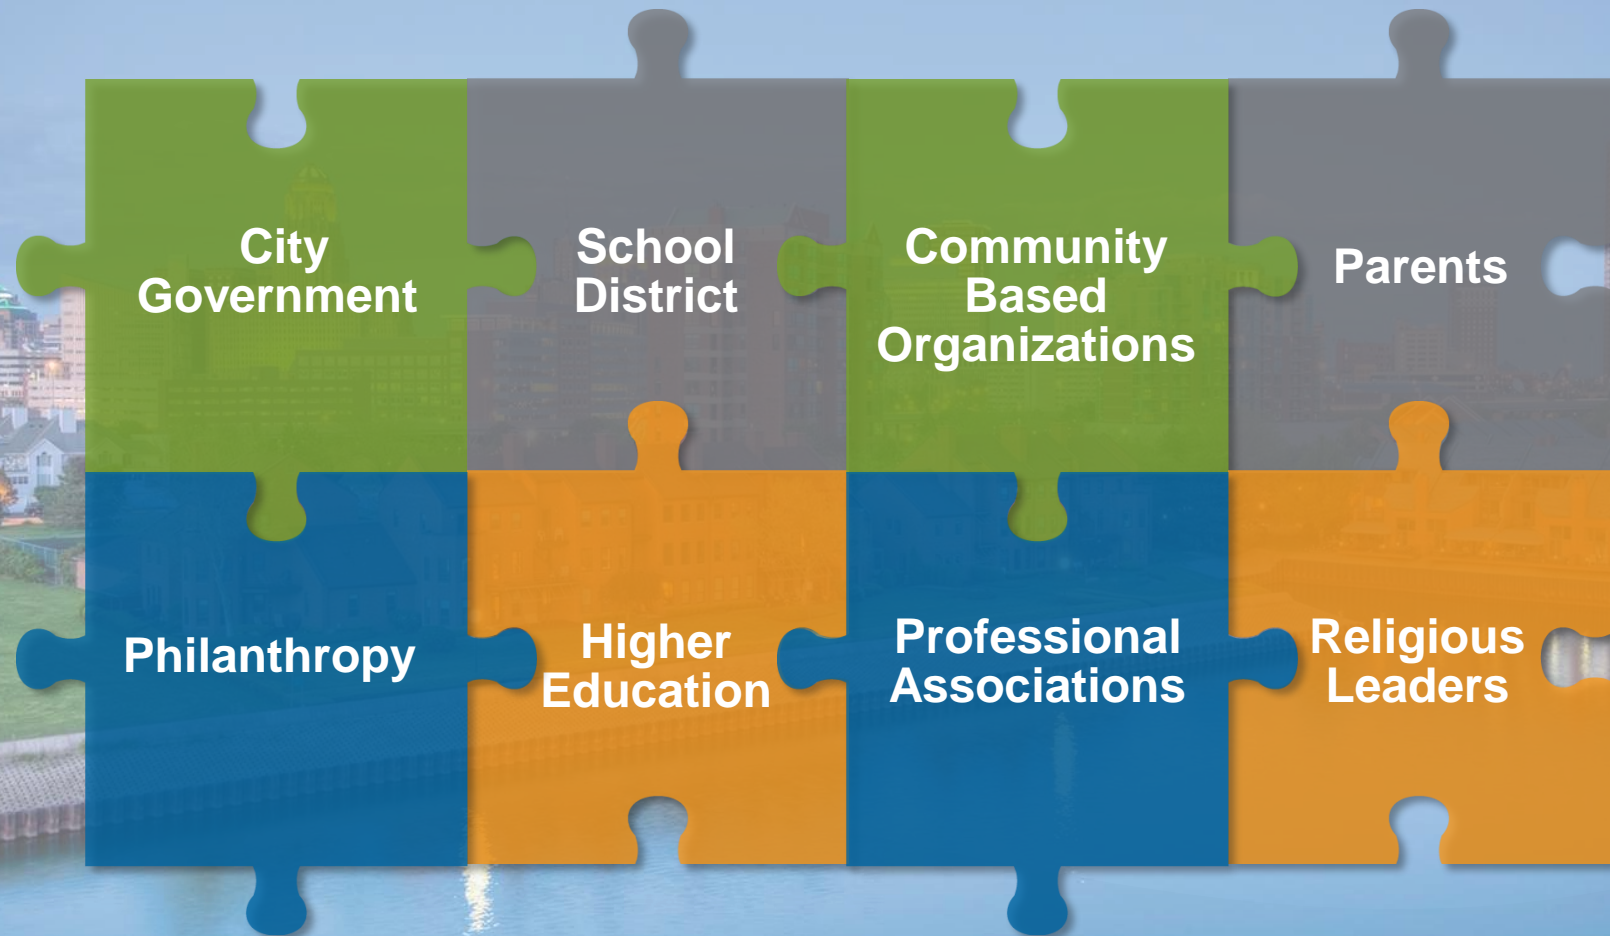 City
Government
School
District
Community
Based
Organizations
Parents
Philanthropy
Higher
Education
Professional
Associations
Religious
Leaders